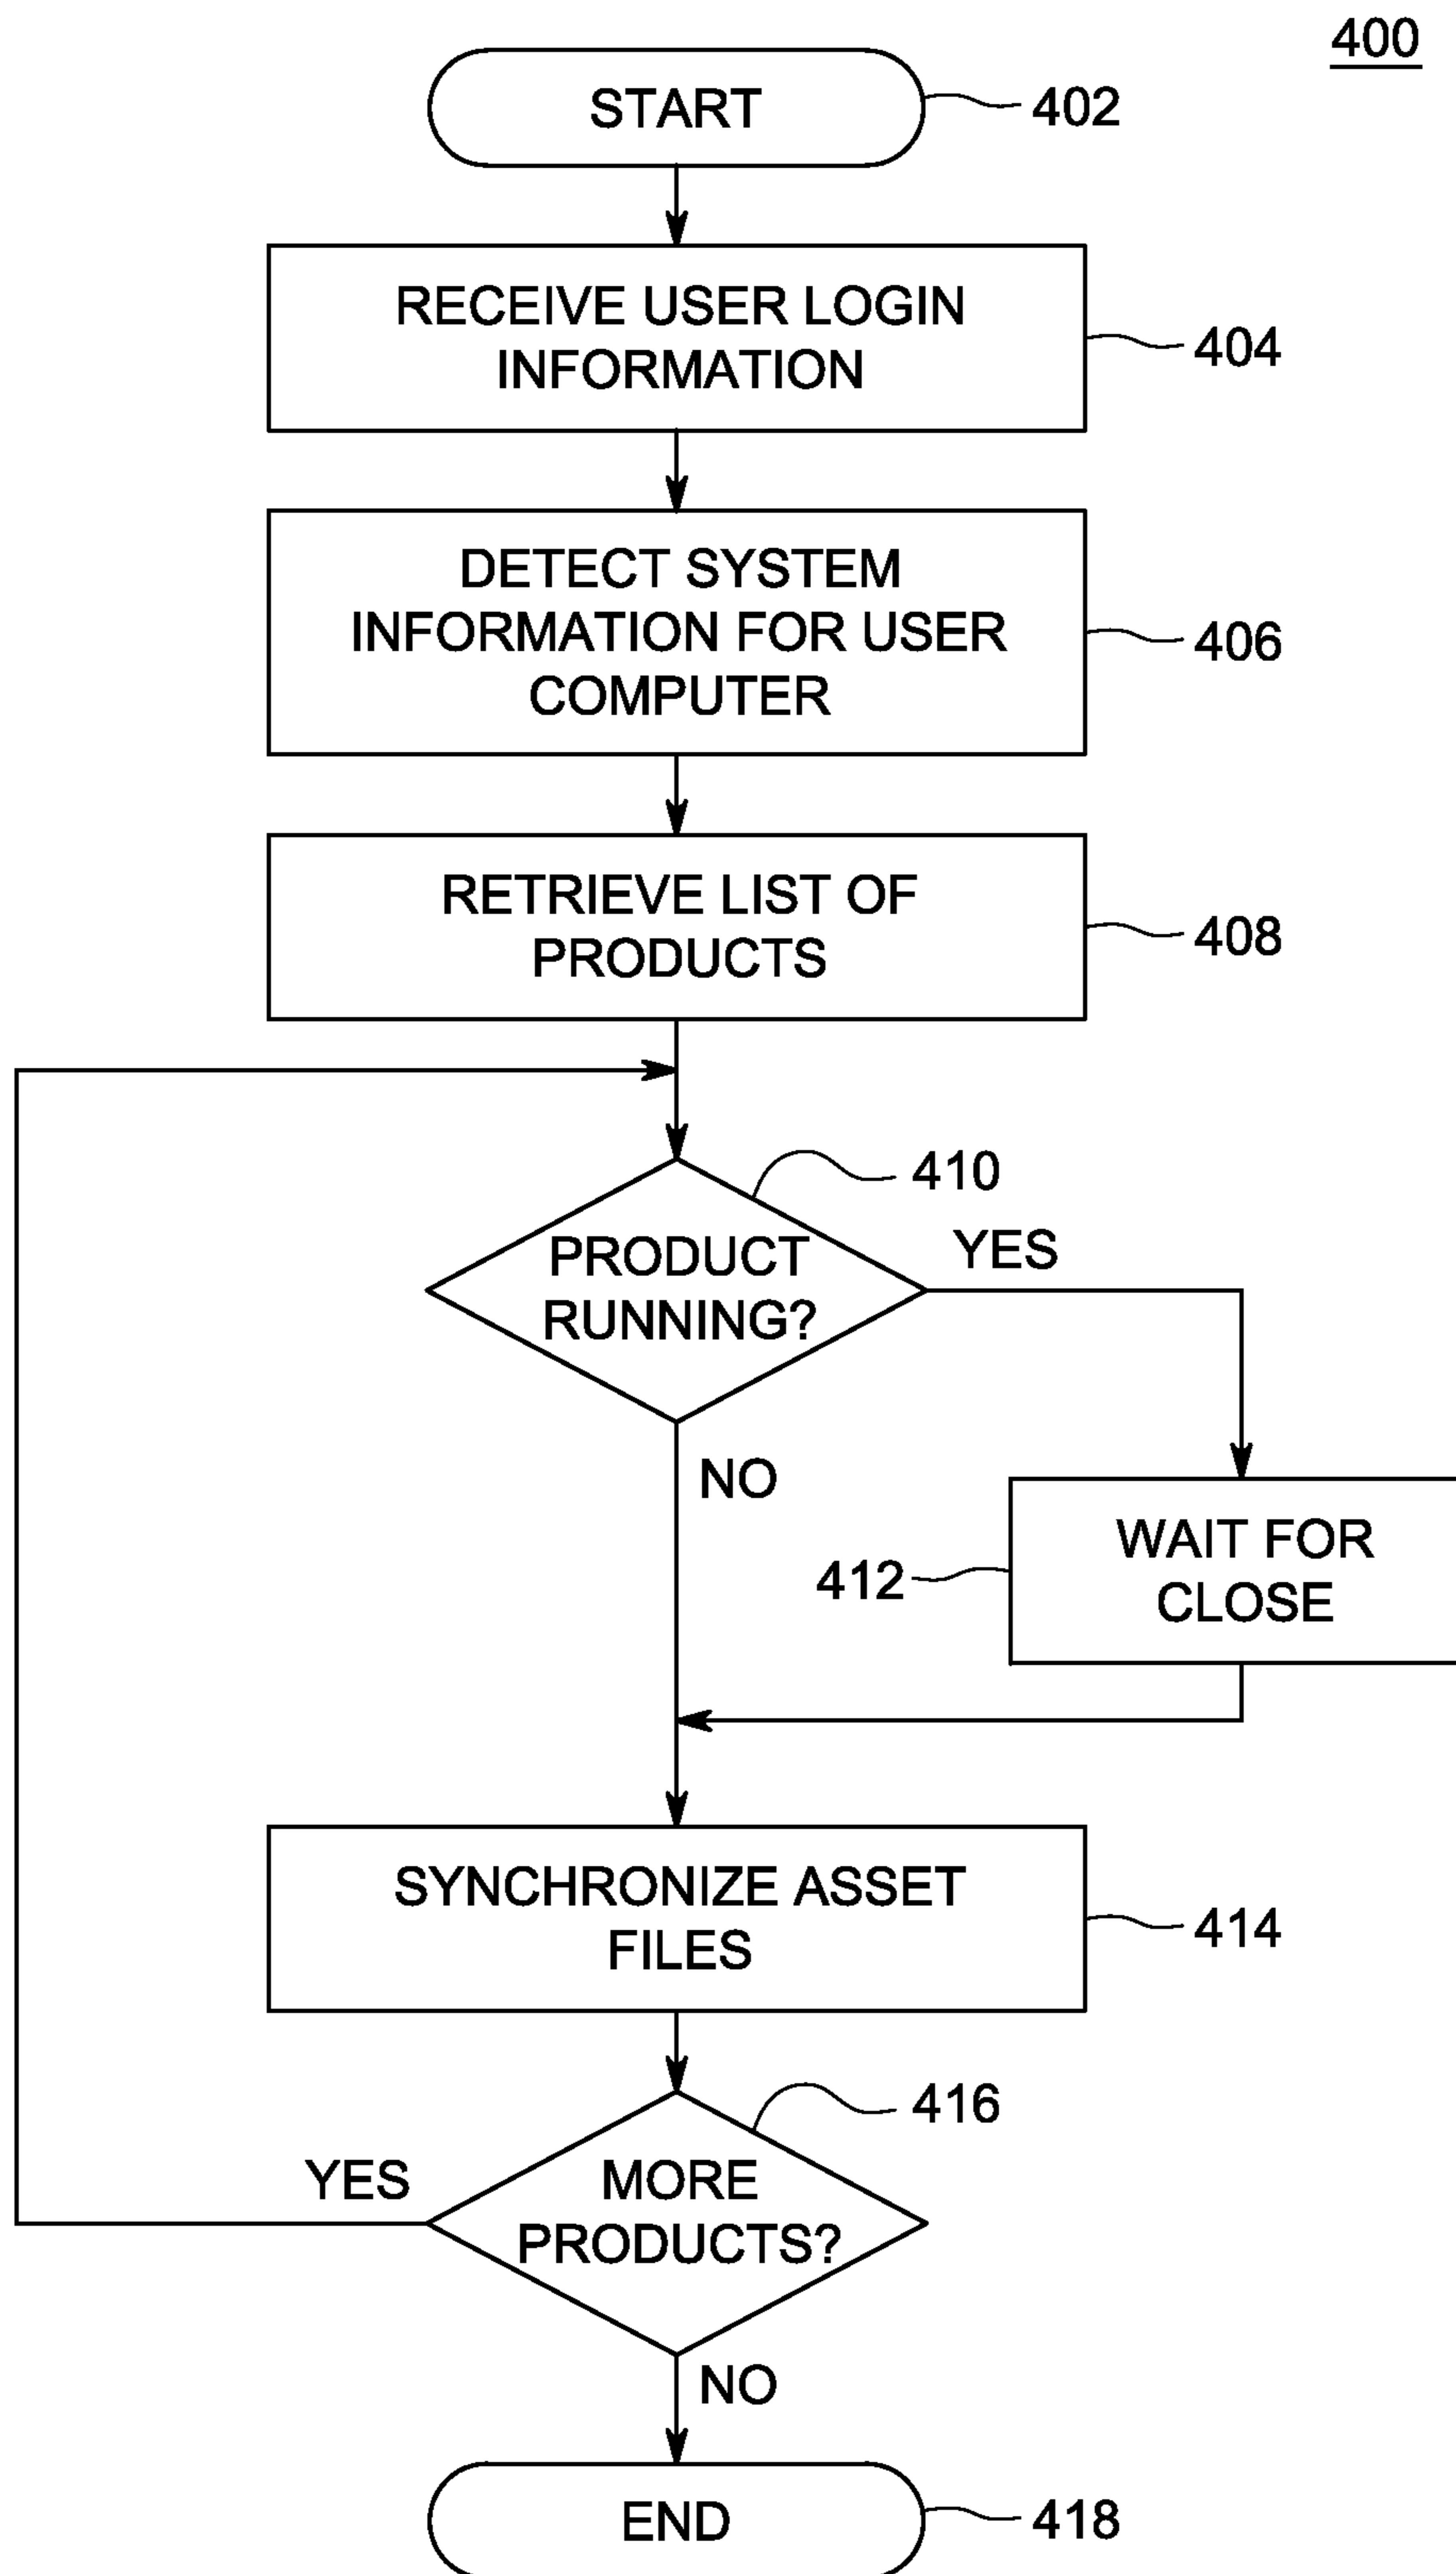 400
START
402
RECEIVE USER LOGIN
INFORMATION
404
DETECT SYSTEM
INFORMATION FOR USER
COMPUTER
406
RETRIEVE LIST OF
PRODUCTS
408
410
PRODUCT
RUNNING?
YES
NO
WAIT FOR
CLOSE
412
SYNCHRONIZE ASSET
FILES
414
416
MORE
PRODUCTS?
YES
NO
END
418